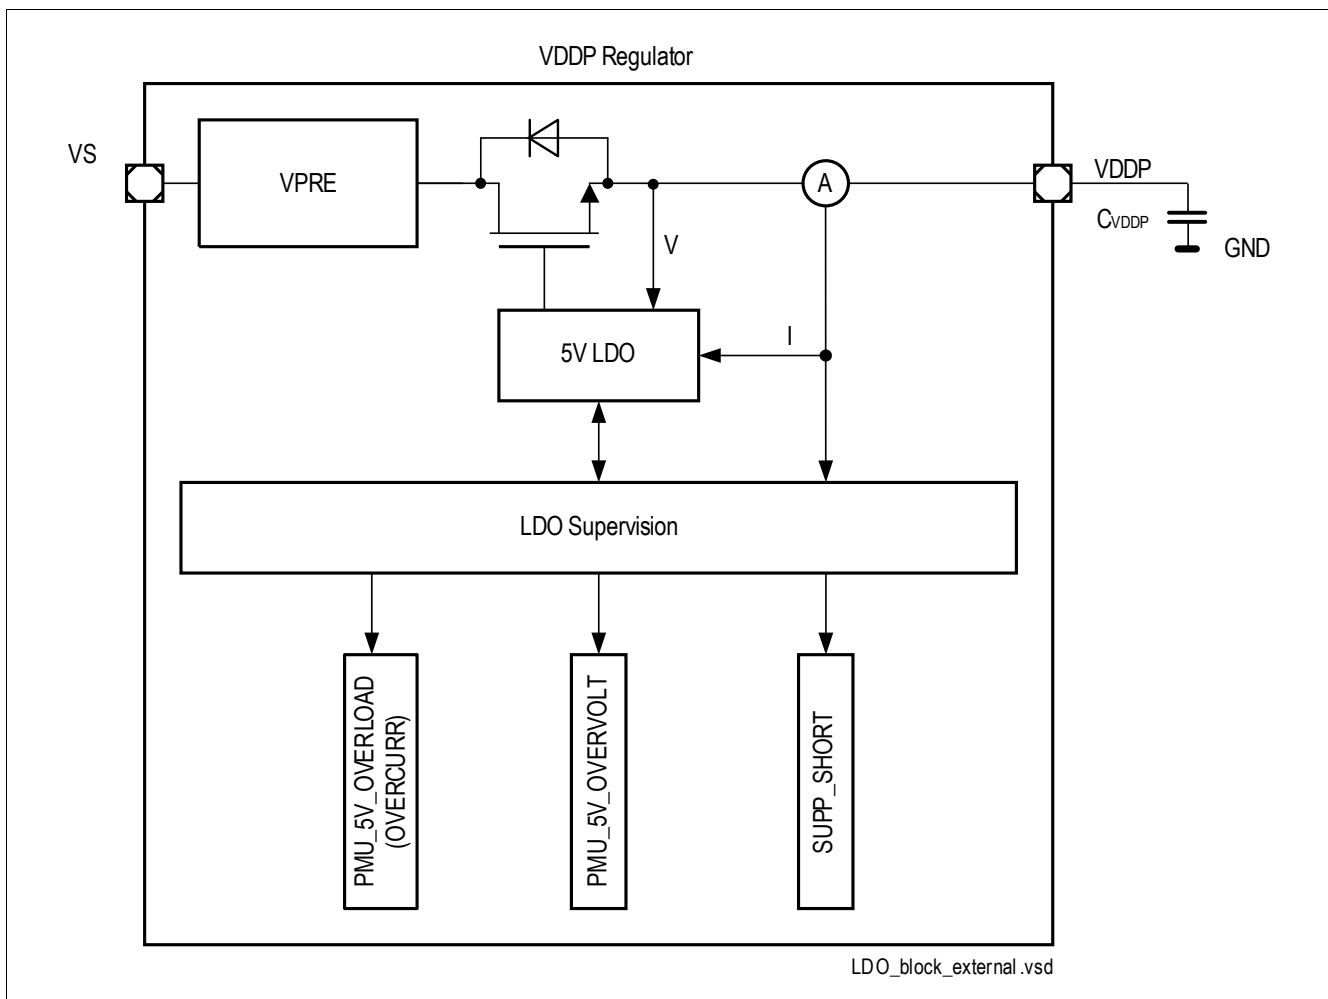 VDDP Regulator
VS
VPRE
A
VDDP
CVDDP
GND
V
I
5V LDO
LDO Supervision
PMU_5V_OVERLOAD
(OVERCURR)
PMU_5V_OVERVOLT
SUPP_SHORT
LDO_block_external.vsd